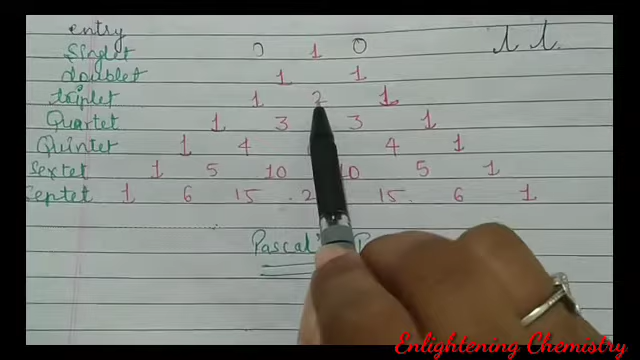 entry
Singlet 0 1 0
doublet 1 1
triplet 1 2 1
Quartet 1 3 3 1
Quintet 1 4 4 1
Sextet 1 5 10 10 5 1
Septet 1 6 15 2 15 6 1
Pascal's
Enlightening Chemistry